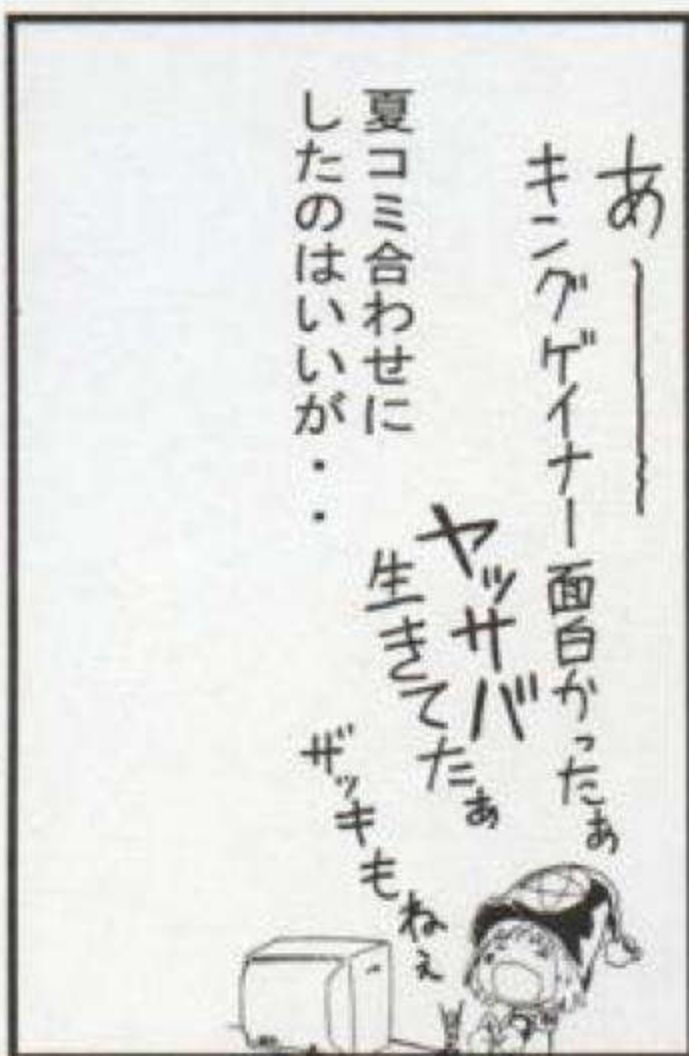 あー
キングゲイナー面白かったぁ
ヤッサバ
生きてたぁ
ザッキもねぇ
夏コミ合わせに
したのはいいが・・